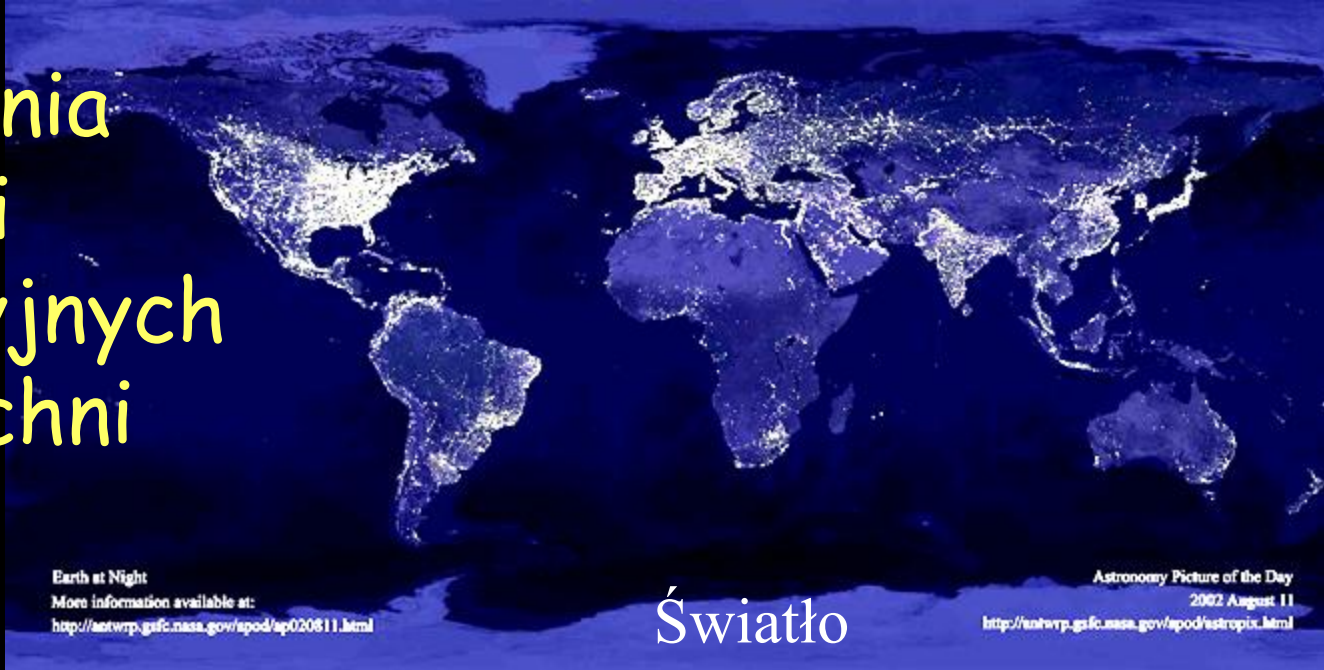 nia
i
yjnych
chni
Earth at Night
More information available at:
http://antwrp.gsfc.nasa.gov/apod/ap020811.html
Światło
Astronomy Picture of the Day
2002 August 11
http://antwrp.gsfc.nasa.gov/apod/astropix.html